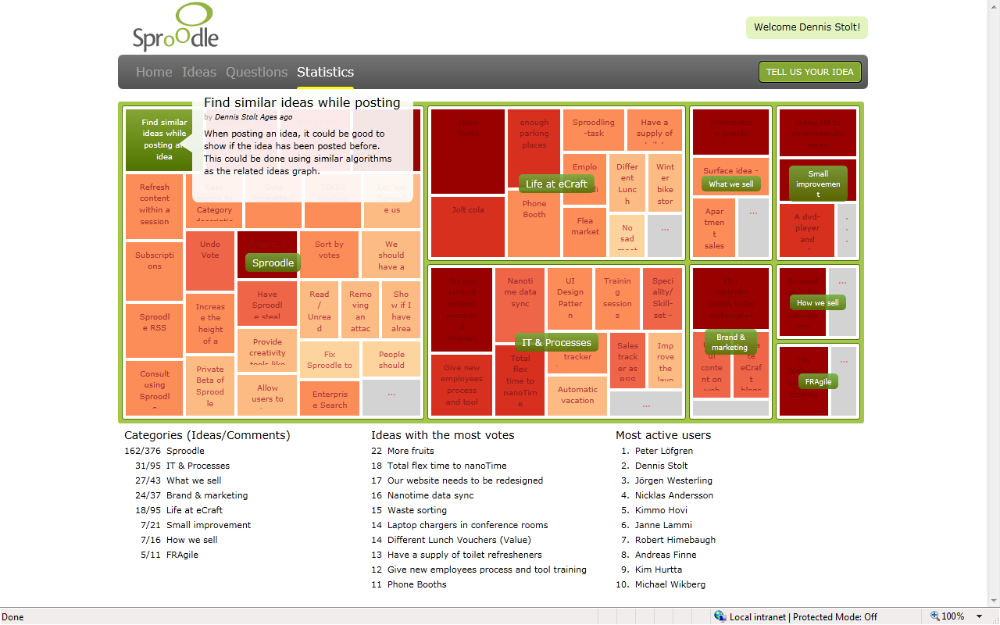 Sproodle
Welcome Dennis Stolt!
Home Ideas Questions Statistics
TELL US YOUR IDEA
Find similar ideas while posting
by Dennis Stolt Ages ago
When posting an idea, it could be good to
show if the idea has been posted before.
This could be done using similar algorithms
as the related ideas graph.
Find similar
ideas while
posting an
idea
Refresh
content
within a
session
Category
Subscripti
ons
Undo
Vote
Sproodle
Sort by
votes
We
should
have a
Sproodl
e RSS
Increas
e the
height
of a
Have
Sproodl
e steal
Read
/
Unrea
d
Remo
ving
an
attac
Sho
w if I
have
alrea
Consult
using
Sproodl
Private
Beta of
Sprood
le
Provide
creativity
tools like
Allow
users to
Fix
Sproodle to
People
should
Enterpris
e Search
...
enough
parking
places
Sproodling
-task
Have a
supply of
Life at eCraft
Jolt cola
Phone
Booth
Emplo
Differ
ent
Lunc
h
Wint
er
bike
stor
Flea
market
No
sad
...
Surface idea -
What we sell
Apar
tmen
t
sales
...
Small
improvemen
t
A dvd-
player
and
...
Nanoti
me data
sync
UI
Design
Patter
n
Trainin
g
session
s
Speci
ality/
Skill-
set -
IT & Processes
Give new
employees
process
and tool
Total
flex
time to
nanoTim
e
tracker
Automatic
vacation
Sales
track
er as
RSS
Imp
rove
the
...
Brand &
marketing
conte
nt on
eCraf
t
blogs
...
How we sell
...
FRAgile
Categories (Ideas/Comments)
162/376 Sproodle
31/95 IT & Processes
27/43 What we sell
24/37 Brand & marketing
18/95 Life at eCraft
7/21 Small improvement
7/16 How we sell
5/11 FRAgile
Ideas with the most votes
22 More fruits
18 Total flex time to nanoTime
17 Our website needs to be redesigned
16 Nanotime data sync
15 Waste sorting
14 Laptop chargers in conference rooms
14 Different Lunch Vouchers (Value)
13 Have a supply of toilet refresheners
12 Give new employees process and tool training
11 Phone Booths
Most active users
1. Peter Löfgren
2. Dennis Stolt
3. Jörgen Westerling
4. Nicklas Andersson
5. Kimmo Hovi
6. Janne Lammi
7. Robert Himebaugh
8. Andreas Finne
9. Kim Hurtta
10. Michael Wikberg
Done
Local intranet | Protected Mode: Off
100%